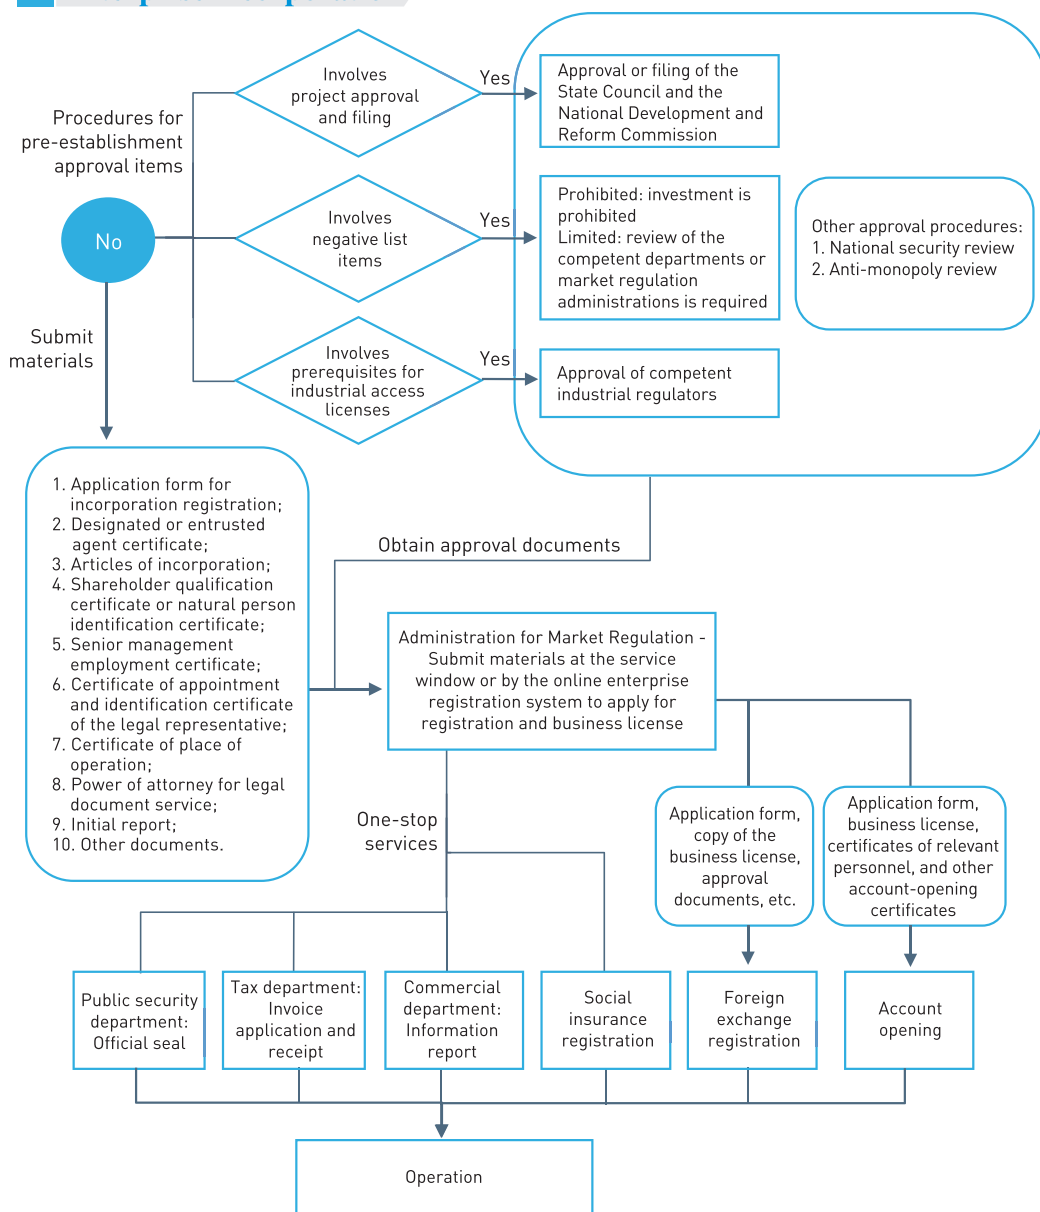 Procedures for
pre-establishment
approval items
No
Submit
materials
Involves
project approval
and filing
Yes
Approval or filing of the
State Council and the
National Development and
Reform Commission
Involves
negative list
items
Yes
Prohibited: investment is
prohibited
Limited: review of the
competent departments or
market regulation
administrations is required
Other approval procedures:
1. National security review
2. Anti-monopoly review
Involves
prerequisites for
industrial access
licenses
Yes
Approval of competent
industrial regulators
1. Application form for
incorporation registration;
2. Designated or entrusted
agent certificate;
3. Articles of incorporation;
4. Shareholder qualification
certificate or natural person
identification certificate;
5. Senior management
employment certificate;
6. Certificate of appointment
and identification certificate
of the legal representative;
7. Certificate of place of
operation;
8. Power of attorney for legal
document service;
9. Initial report;
10. Other documents.
Obtain approval documents
Administration for Market Regulation -
Submit materials at the service
window or by the online enterprise
registration system to apply for
registration and business license
One-stop
services
Application form,
copy of the
business license,
approval
documents, etc.
Application form,
business license,
certificates of relevant
personnel, and other
account-opening
certificates
Public security
department:
Official seal
Tax department:
Invoice
application and
receipt
Commercial
department:
Information
report
Social
insurance
registration
Foreign
exchange
registration
Account
opening
Operation